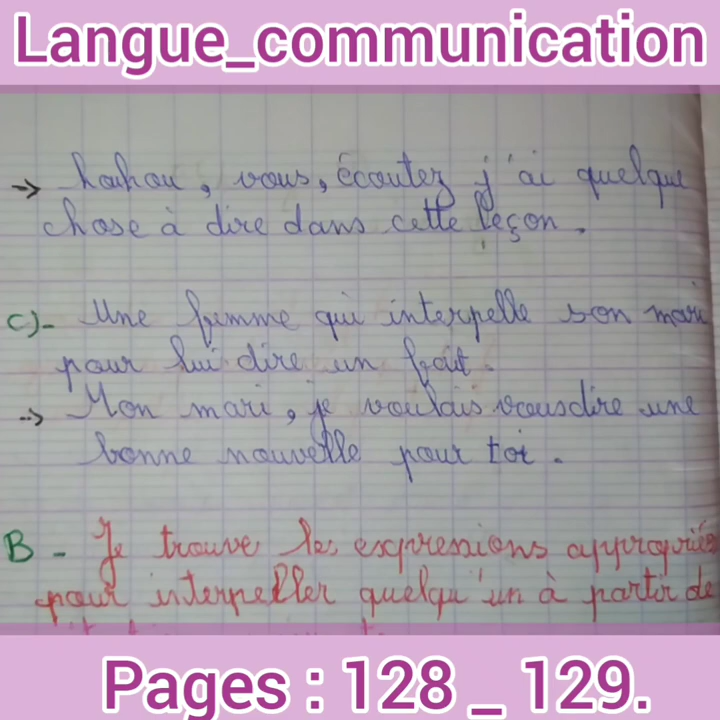 Langue_communication
-> hahou, vous, écoutez j'ai quelque
chose à dire dans cette leçon.
C)- Une femme qui interpelle son mari
pour lui dire un fait.
-> Mon mari, je voulais vous dire une
bonne nouvelle pour toi.
B - Je trouve les expressions appropriées
pour interpeller quelqu'un à partir de
Pages : 128 _ 129.